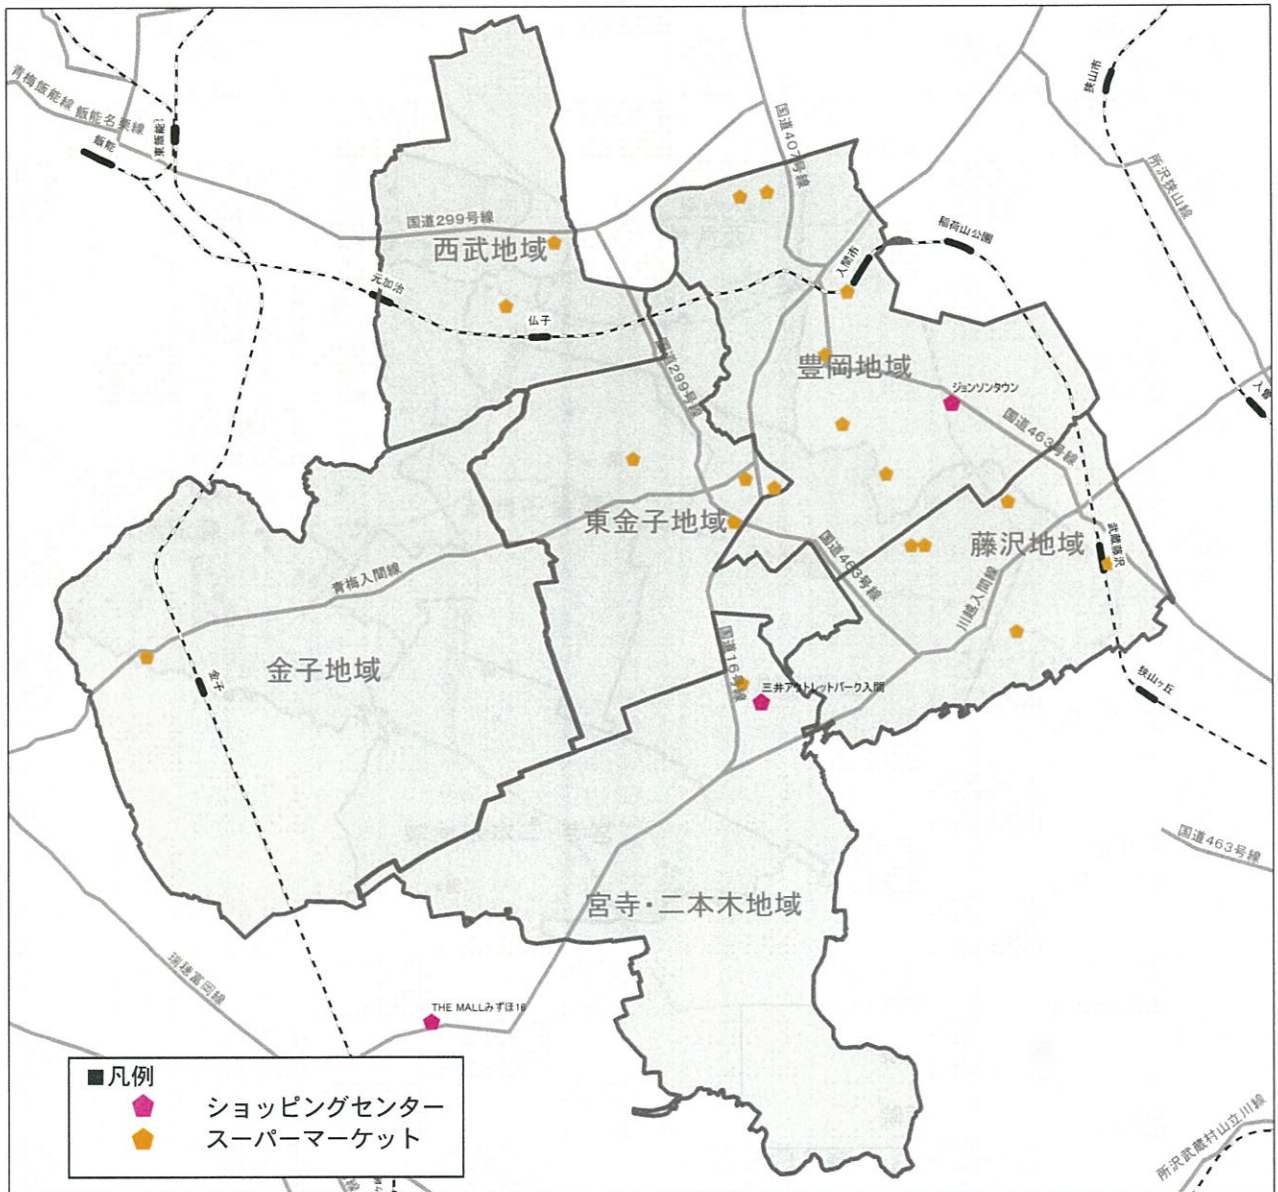 青梅飯能線
飯能名栗線
飯能
東飯能
国道407号線
狭山市
所沢狭山線
国道299号線
西武地域
稲荷山公園
入間市
元加治
仏子
国道299号線
豊岡地域
ジョンソンタウン
国道463号線
入曽
東金子地域
国道463号線
藤沢地域
武蔵藤沢
川越入間線
青梅入間線
金子地域
金子
国道16号線
三井アウトレットパーク入間
狭山ヶ丘
国道463号線
宮寺・二本木地域
瑞穂富岡線
THE MALLみずほ16
所沢武蔵村山立川線
■凡例
ショッピングセンター
スーパーマーケット